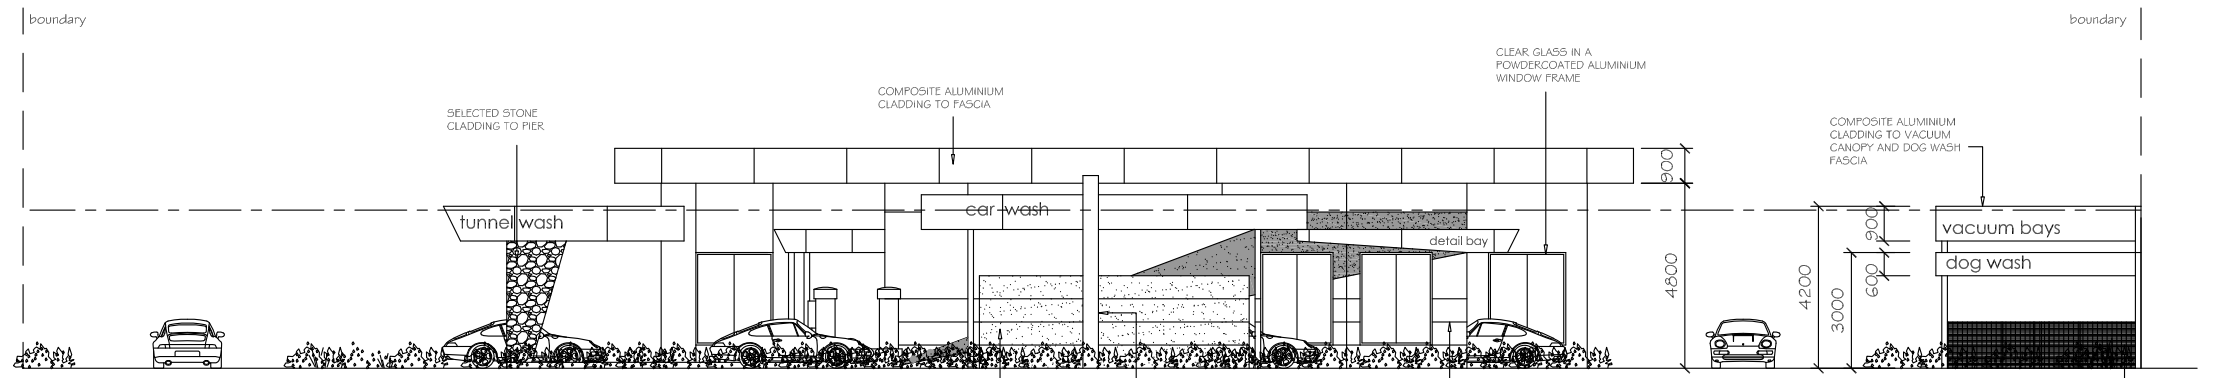 boundary
boundary
CLEAR GLASS IN A
POWDERCOATED ALUMINIUM
WINDOW FRAME
COMPOSITE ALUMINIUM
CLADDING TO FASCIA
SELECTED STONE
CLADDING TO PIER
COMPOSITE ALUMINIUM
CLADDING TO VACUUM
CANOPY AND DOG WASH
FASCIA
900
4800
tunnel wash
car wash
detail bay
4200
3000
900
600
vacuum bays
dog wash